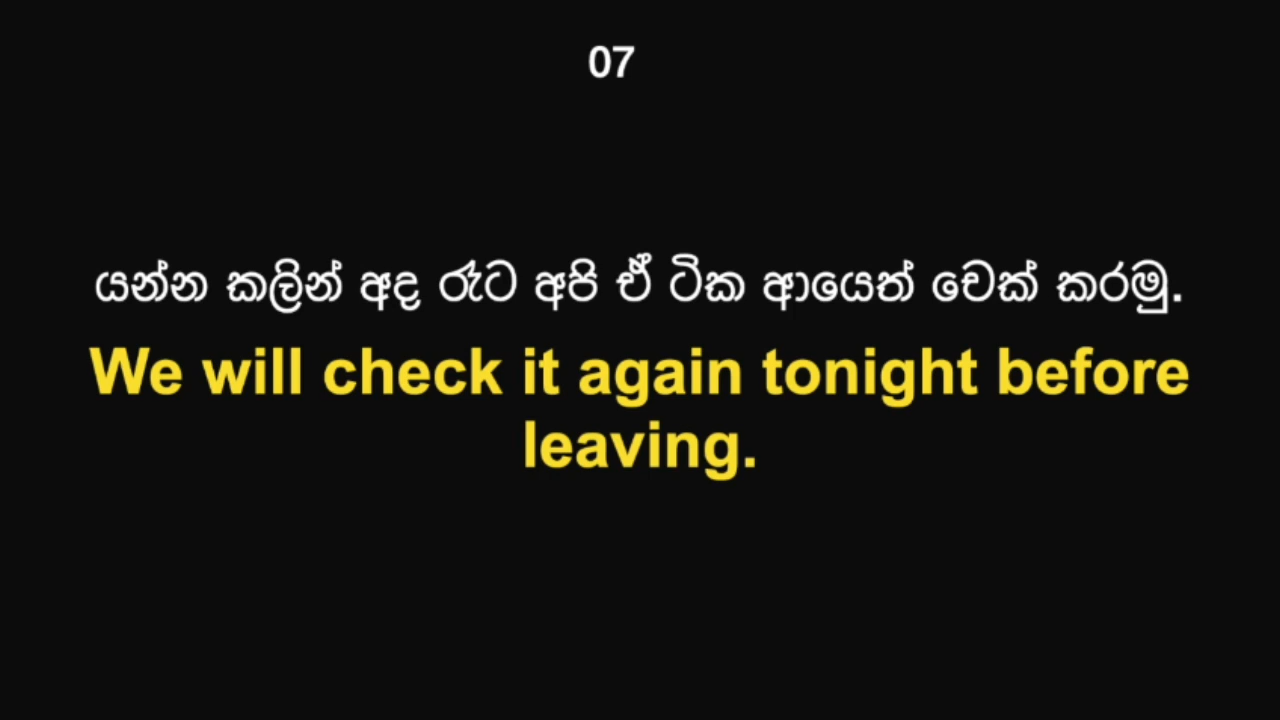 07
යන්න කලින් අද රෑට අපි ඒ ටික ආයෙත් චෙක් කරමු.
We will check it again tonight before
leaving.